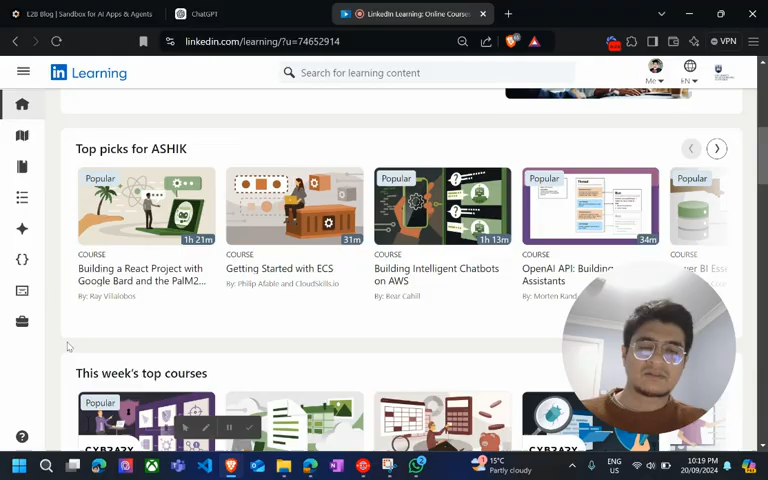 E2B Blog | Sandbox for AI Apps & Agents
ChatGPT
LinkedIn Learning: Online Courses
linkedin.com/learning/?u=74652914
VPN
in Learning
Search for learning content
Me
EN
Top picks for ASHIK
Popular
1h 21m
COURSE
Building a React Project with
Google Bard and the PaLM2...
By: Ray Villalobos
31m
COURSE
Getting Started with ECS
By: Philip Afable and CloudSkills.io
Popular
1h 13m
COURSE
Building Intelligent Chatbots
on AWS
By: Bear Cahill
Popular
34m
COURSE
OpenAI API: Building
Assistants
By: Morten Rand
Popular
This week's top courses
Popular
CYBRARY
15°C
Partly cloudy
ENG
US
10:19 PM
20/09/2024